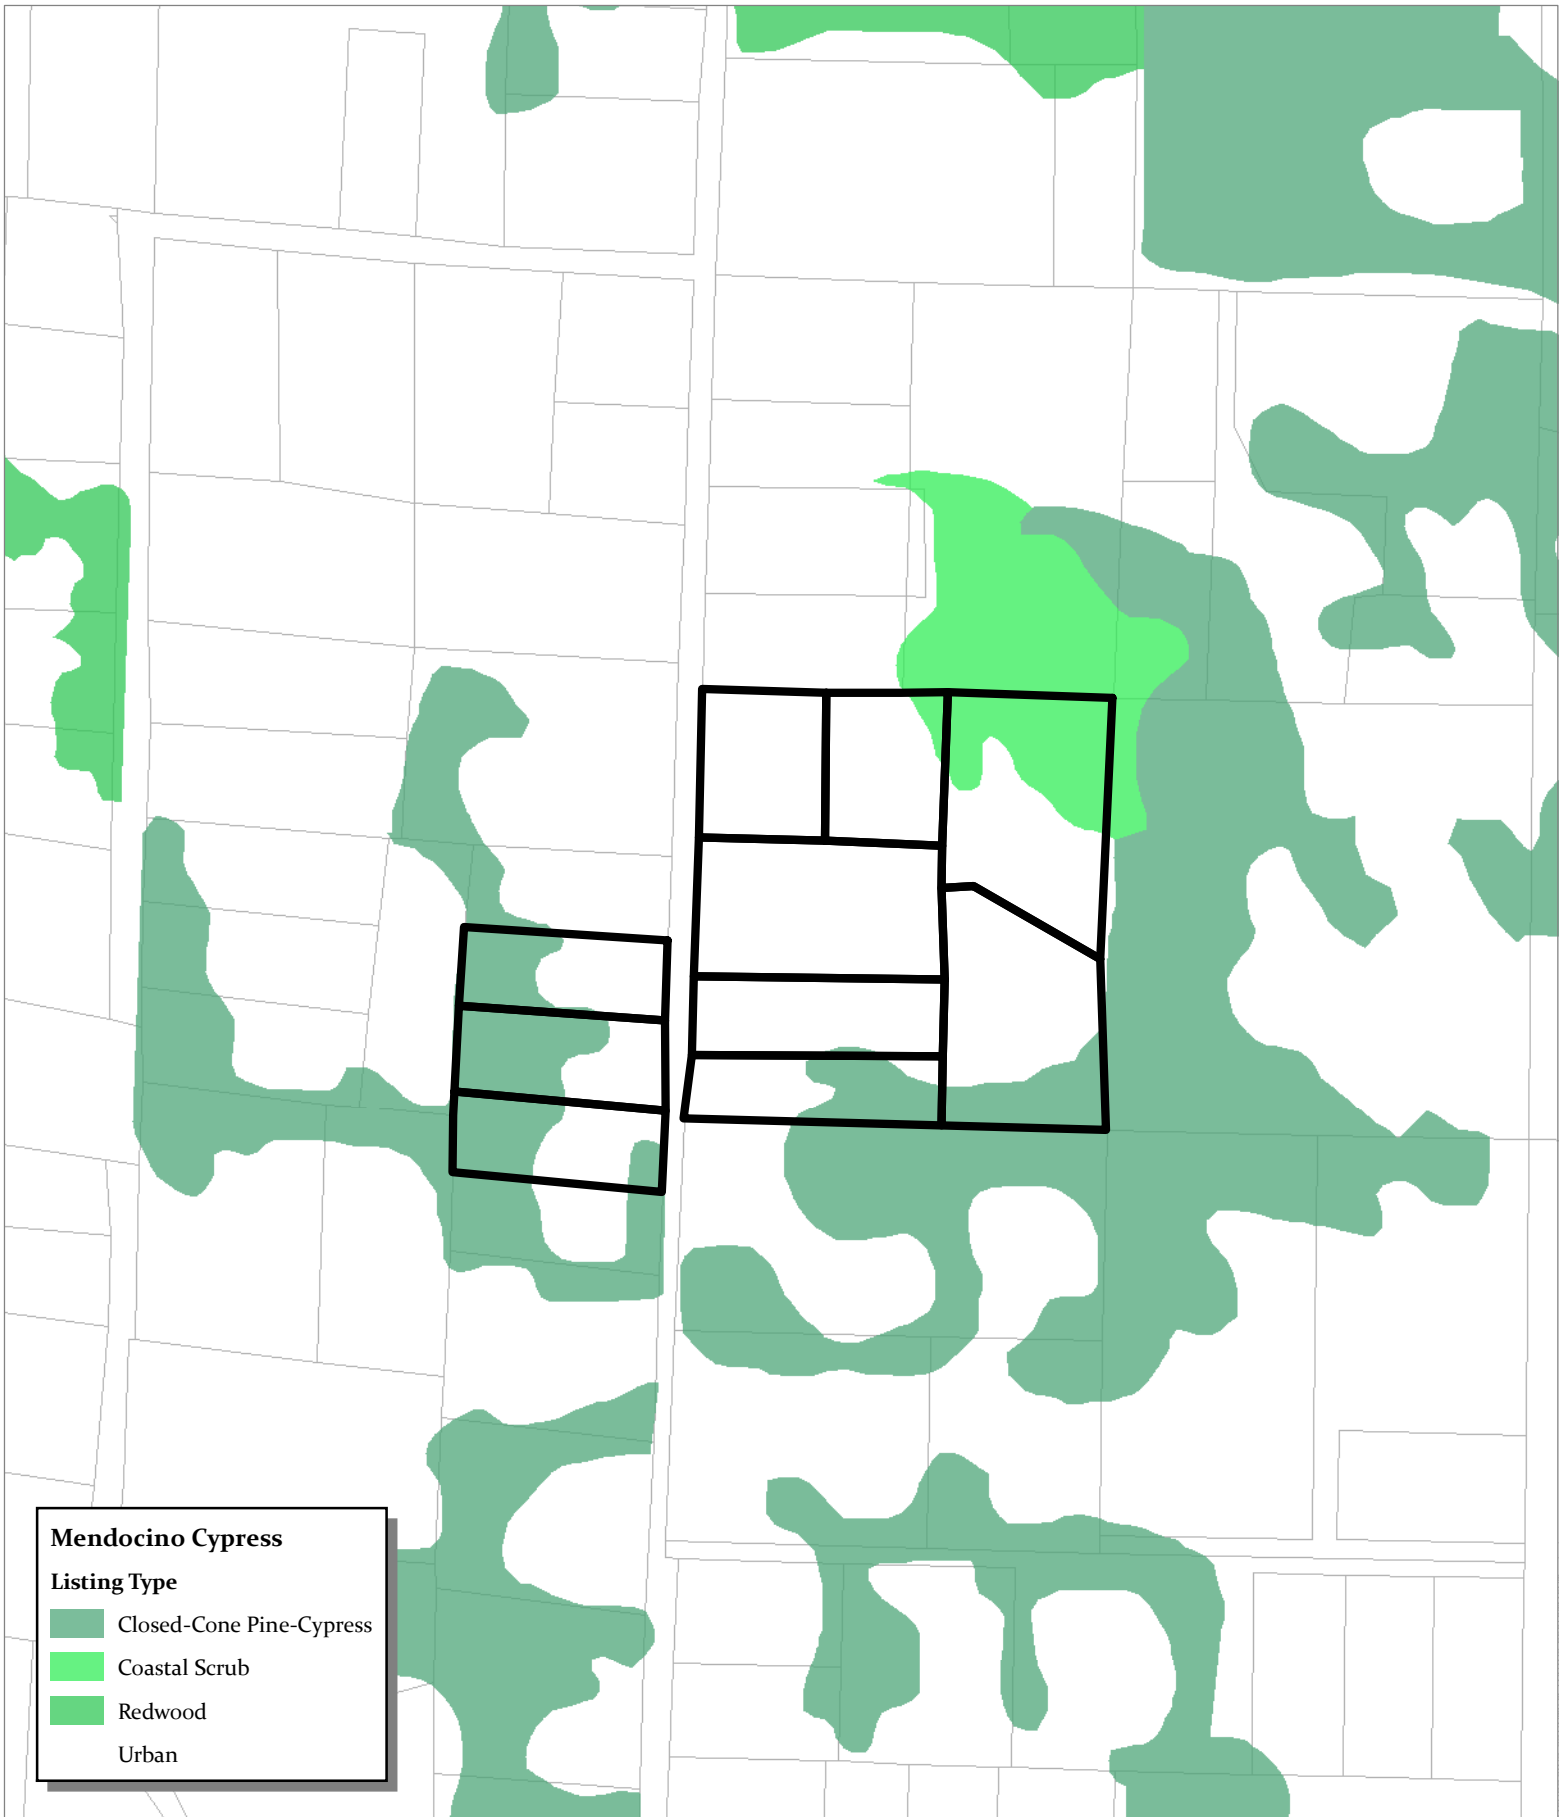 Mendocino Cypress
Listing Type
Closed-Cone Pine-Cypress
Coastal Scrub
Redwood
Urban